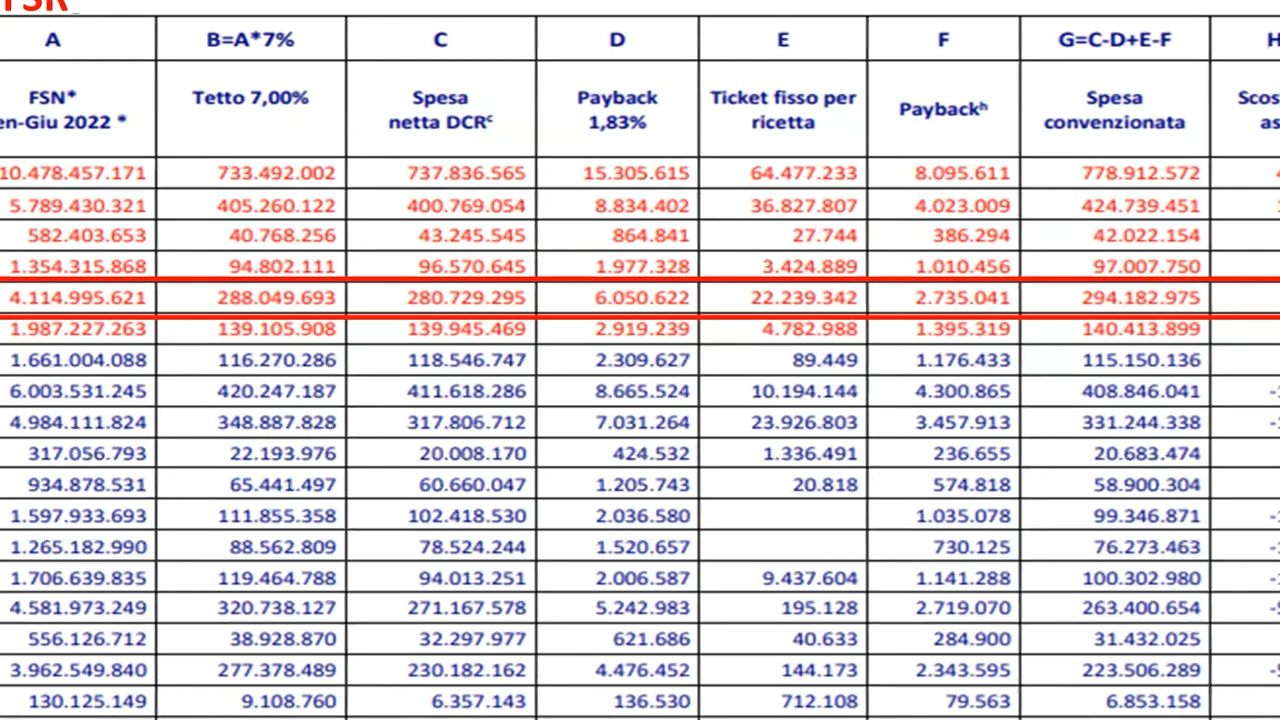 FSR
A B=A*7% C D E F G=C-D+E-F H
FSN* Tetto 7,00% Spesa Payback Ticket fisso per Paybackʰ Spesa Scos
en-Giu 2022 * netta DCRᶜ 1,83% ricetta convenzionata as
10.478.457.171 733.492.002 737.836.565 15.305.615 64.477.233 8.095.611 778.912.572
5.789.430.321 405.260.122 400.769.054 8.834.402 36.827.807 4.023.009 424.739.451
582.403.653 40.768.256 43.245.545 864.841 27.744 386.294 42.022.154
1.354.315.868 94.802.111 96.570.645 1.977.328 3.424.889 1.010.456 97.007.750
4.114.995.621 288.049.693 280.729.295 6.050.622 22.239.342 2.735.041 294.182.975
1.987.227.263 139.105.908 139.945.469 2.919.239 4.782.988 1.395.319 140.413.899
1.661.004.088 116.270.286 118.546.747 2.309.627 89.449 1.176.433 115.150.136
6.003.531.245 420.247.187 411.618.286 8.665.524 10.194.144 4.300.865 408.846.041
4.984.111.824 348.887.828 317.806.712 7.031.264 23.926.803 3.457.913 331.244.338
317.056.793 22.193.976 20.008.170 424.532 1.336.491 236.655 20.683.474
934.878.531 65.441.497 60.660.047 1.205.743 20.818 574.818 58.900.304
1.597.933.693 111.855.358 102.418.530 2.036.580 1.035.078 99.346.871
1.265.182.990 88.562.809 78.524.244 1.520.657 730.125 76.273.463
1.706.639.835 119.464.788 94.013.251 2.006.587 9.437.604 1.141.288 100.302.980
4.581.973.249 320.738.127 271.167.578 5.242.983 195.128 2.719.070 263.400.654
556.126.712 38.928.870 32.297.977 621.686 40.633 284.900 31.432.025
3.962.549.840 277.378.489 230.182.162 4.476.452 144.173 2.343.595 223.506.289
130.125.149 9.108.760 6.357.143 136.530 712.108 79.563 6.853.158